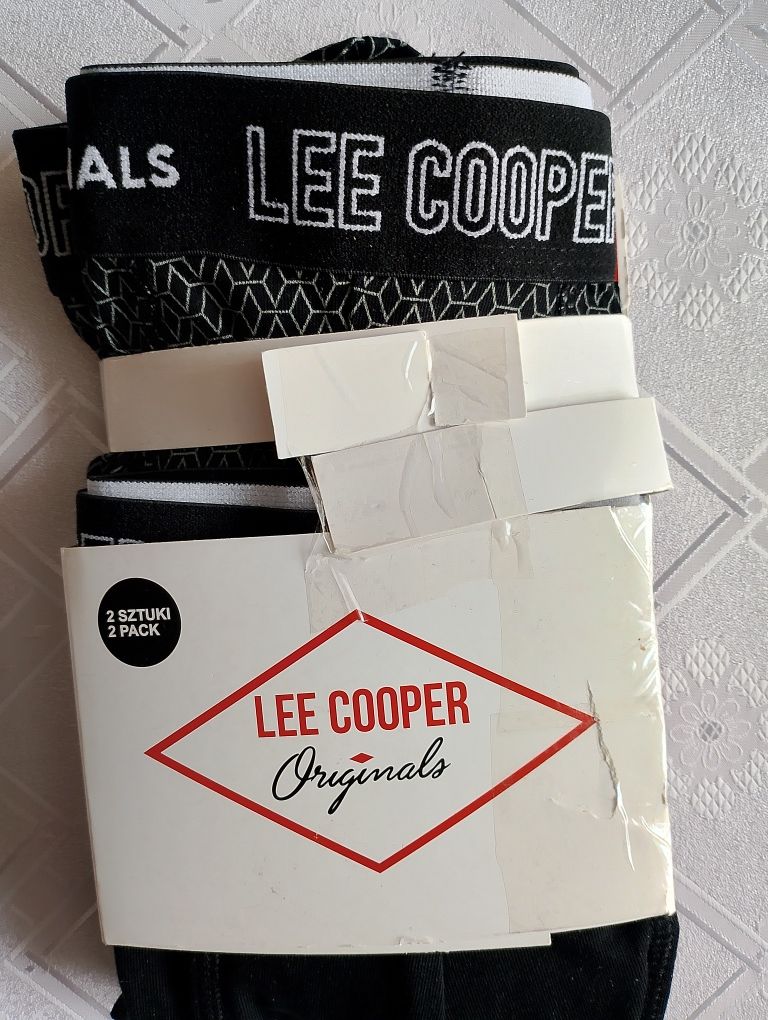 ALS LEE COOPER
2 SZTUKI
2 PACK
LEE COOPER
Originals